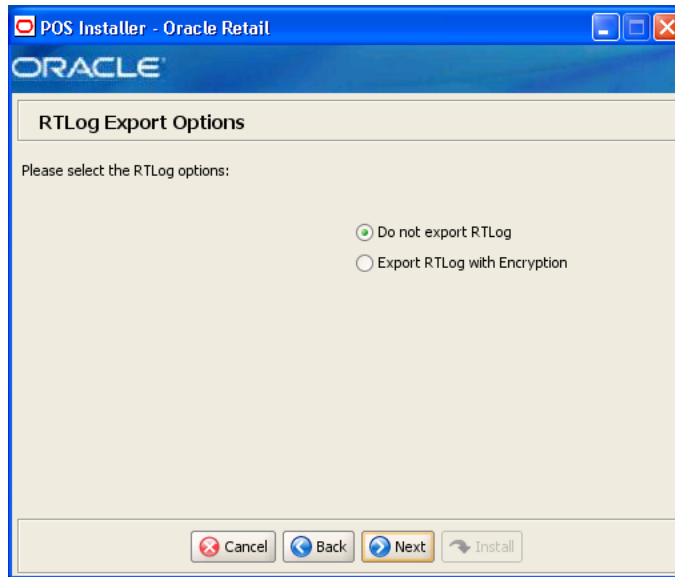 POS Installer - Oracle Retail
ORACLE
RTLog Export Options
Please select the RTLog options:
Do not export RTLog
Export RTLog with Encryption
Cancel Back Next Install